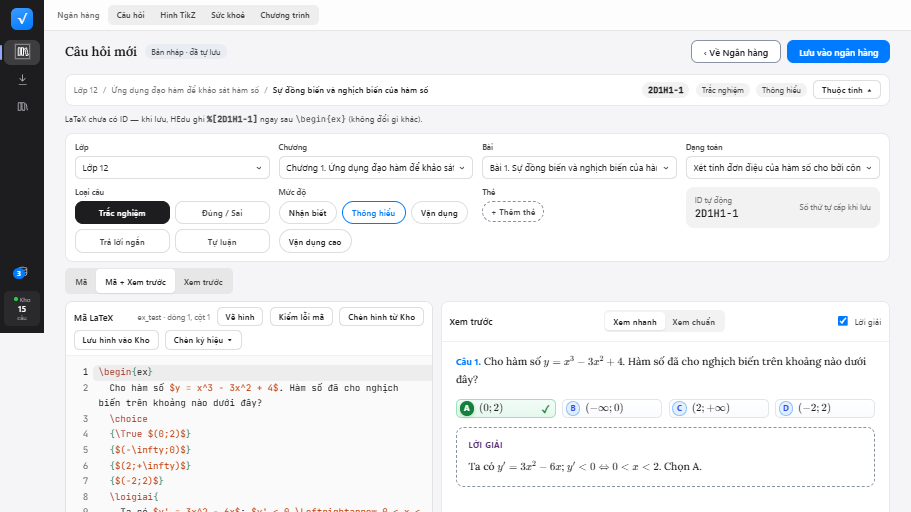 Ngân hàng Câu hỏi Hình TikZ Sức khoẻ Chương trình
Câu hỏi mới Bản nháp · đã tự lưu ‹ Về Ngân hàng Lưu vào ngân hàng
Lớp 12 / Ứng dụng đạo hàm để khảo sát hàm số / Sự đồng biến và nghịch biến của hàm số 2D1H1-1 Trắc nghiệm Thông hiểu Thuộc tính ▲
LaTeX chưa có ID — khi lưu, HEdu ghi %[2D1H1-1] ngay sau \begin{ex} (không đổi gì khác).
Lớp Chương Bài Dạng toán
Lớp 12 Chương 1. Ứng dụng đạo hàm để khảo sát Bài 1. Sự đồng biến và nghịch biến của hàm Xét tính đơn điệu của hàm số cho bởi côn
Loại câu Mức độ Thẻ ID tự động
Trắc nghiệm Đúng / Sai Nhận biết Thông hiểu Vận dụng + Thêm thẻ 2D1H1-1 Số thứ tự cấp khi lưu
Trả lời ngắn Tự luận Vận dụng cao
3
Kho
15
câu
Mã Mã + Xem trước Xem trước
Mã LaTeX ex_test · dòng 1, cột 1 Vẽ hình Kiểm lỗi mã Chèn hình từ Kho
Lưu hình vào Kho Chèn ký hiệu ▼
1 \begin{ex}
2 Cho hàm số $y = x^3 - 3x^2 + 4$. Hàm số đã cho nghịch
biến trên khoảng nào dưới đây?
3 \choice
4 {\True $(0;2)$}
5 {$(-\infty;0)$}
6 {$(2;+\infty)$}
7 {$(-2;2)$}
8 \loigiai{
9 Ta có $y' = 3x^2 - 6x$; $y' < 0 \Leftrightarrow 0 < x <
Xem trước Xem nhanh Xem chuẩn Lời giải
Câu 1. Cho hàm số y = x³ − 3x² + 4. Hàm số đã cho nghịch biến trên khoảng nào dưới
đây?
A (0; 2) ✓ B (−∞; 0) C (2; +∞) D (−2; 2)
LỜI GIẢI
Ta có y′ = 3x² − 6x; y′ < 0 ⇔ 0 < x < 2. Chọn A.